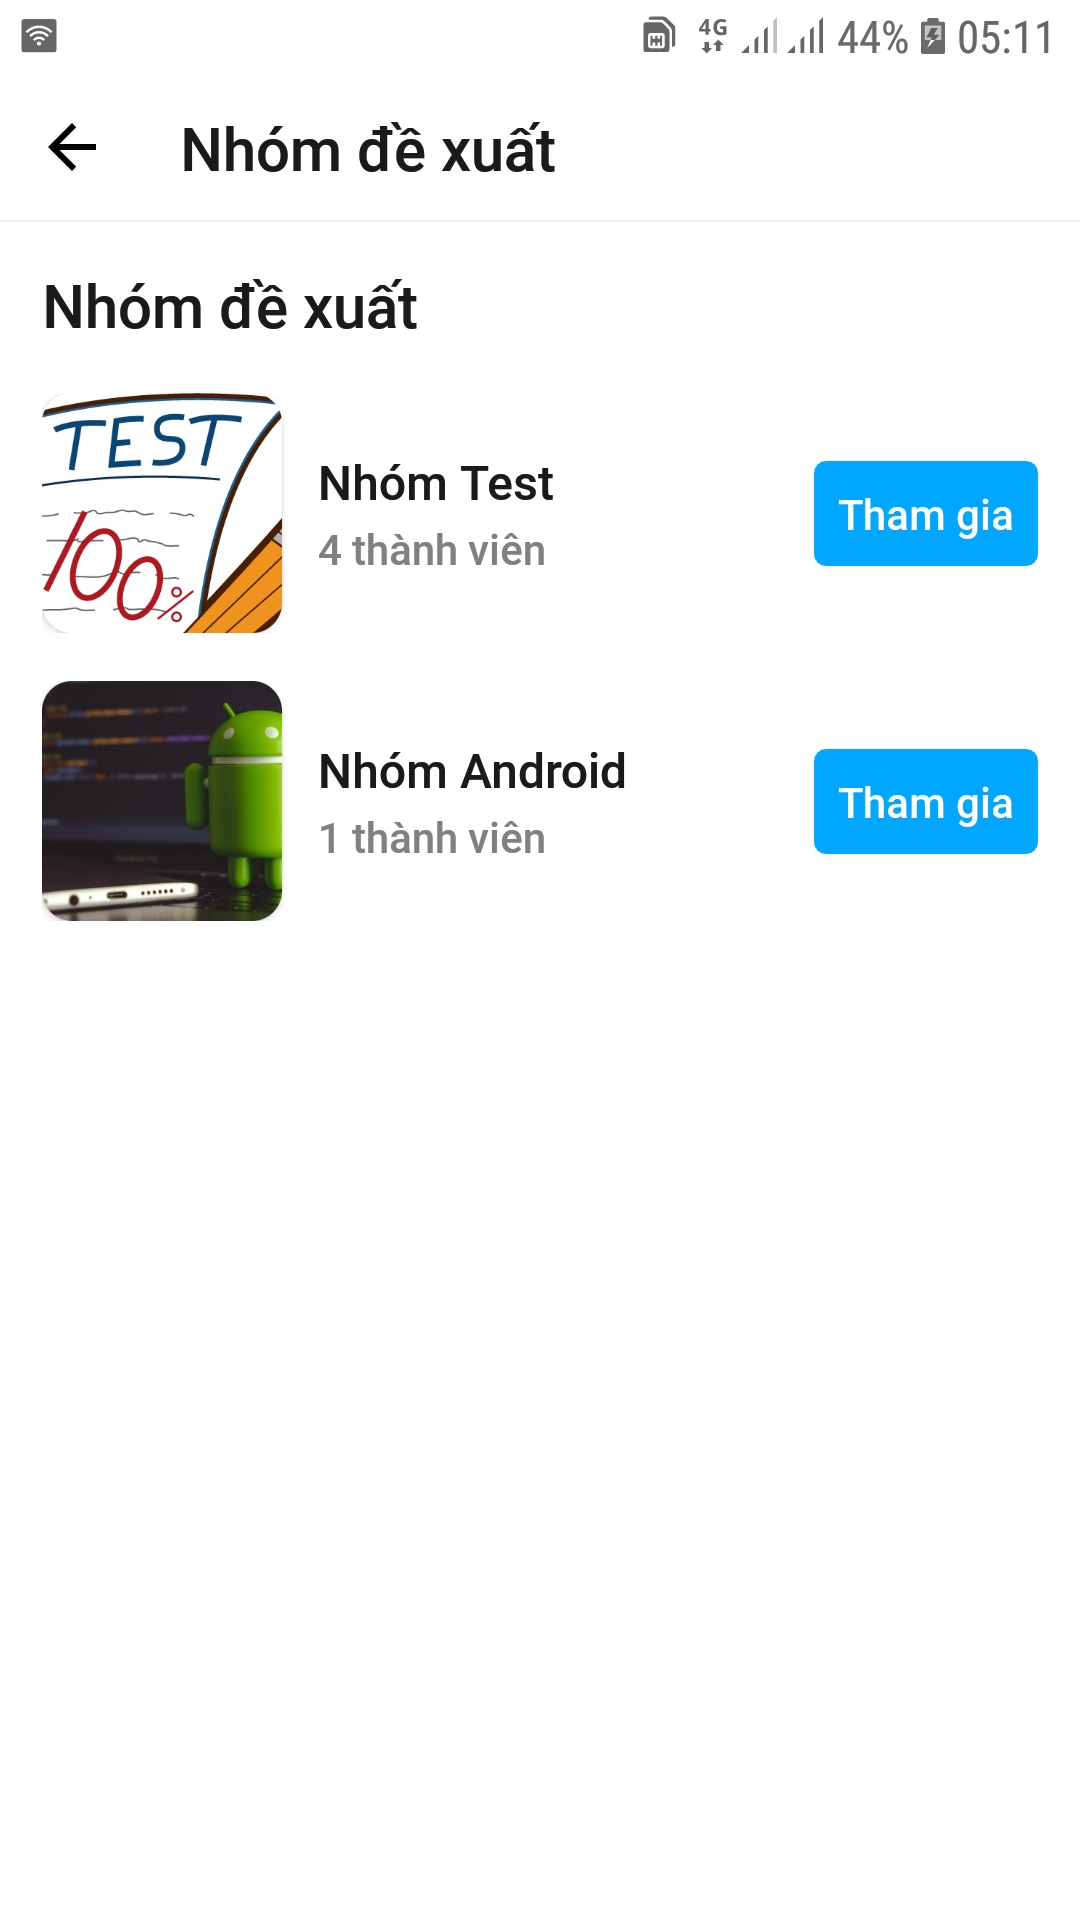 4G 44% 05:11
Nhóm đề xuất
Nhóm đề xuất
TEST
100%
Nhóm Test
4 thành viên
Tham gia
Nhóm Android
1 thành viên
Tham gia